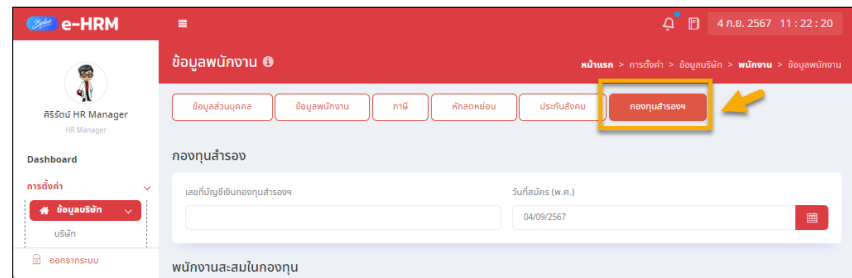 e-HRM
4 ก.ย. 2567 11 : 22 : 20
ข้อมูลพนักงาน
หน้าแรก > การตั้งค่า > ข้อมูลบริษัท > พนักงาน > ข้อมูลพนักงาน
ศิริรัตน์ HR Manager
HR Manager
Dashboard
การตั้งค่า
ข้อมูลบริษัท
บริษัท
ออกจากระบบ
ข้อมูลส่วนบุคคล
ข้อมูลพนักงาน
ภาษี
หักลดหย่อน
ประกันสังคม
กองทุนสำรองฯ
กองทุนสำรอง
เลขที่บัญชีเงินกองทุนสำรองฯ
วันที่สมัคร (พ.ศ.)
04/09/2567
พนักงานสะสมในกองทุน